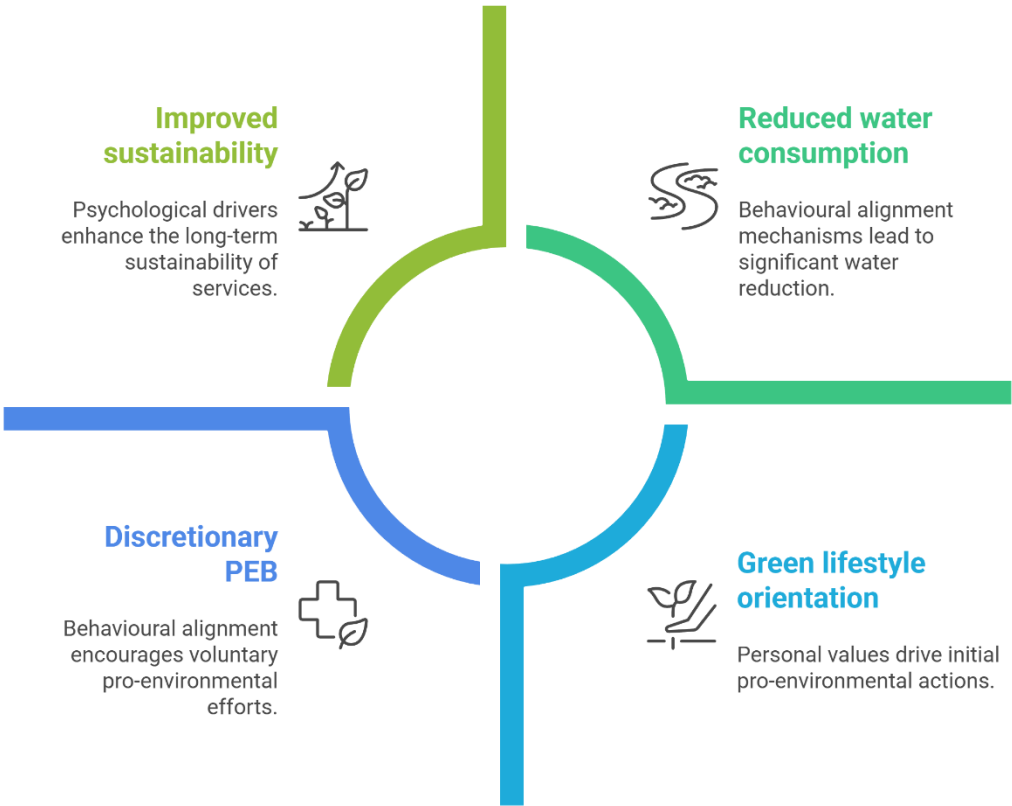 Improved
sustainability
Psychological drivers
enhance the long-term
sustainability of
services.
Reduced water
consumption
Behavioural alignment
mechanisms lead to
significant water
reduction.
Discretionary
PEB
Behavioural alignment
encourages voluntary
pro-environmental
efforts.
Green lifestyle
orientation
Personal values drive initial
pro-environmental actions.